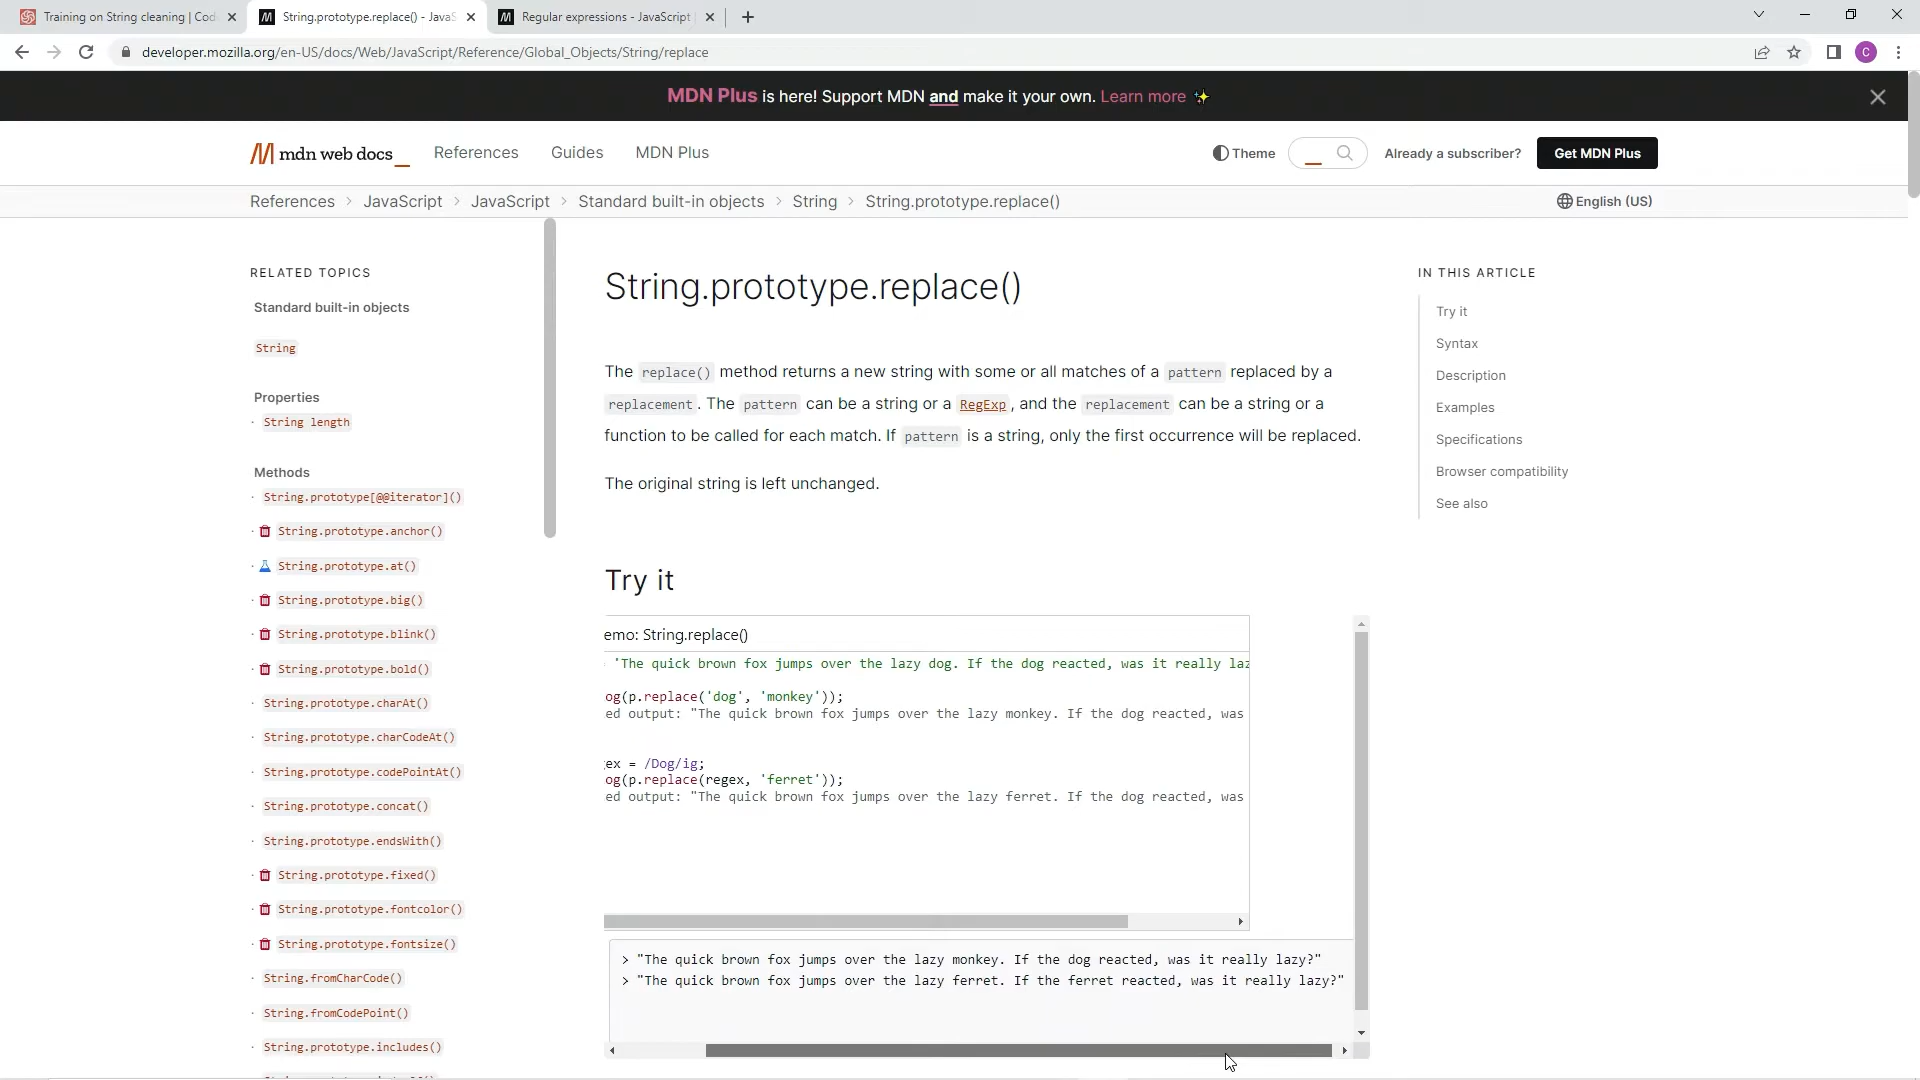 Training on String cleaning | Cod
String.prototype.replace() - JavaS
Regular expressions - JavaScript
developer.mozilla.org/en-US/docs/Web/JavaScript/Reference/Global_Objects/String/replace
C
MDN Plus is here! Support MDN and make it your own. Learn more ✨
mdn web docs_
References
Guides
MDN Plus
Theme
Already a subscriber?
Get MDN Plus
References > JavaScript > JavaScript > Standard built-in objects > String > String.prototype.replace()
English (US)
RELATED TOPICS
Standard built-in objects
String
Properties
String length
Methods
String.prototype[@@iterator]()
String.prototype.anchor()
String.prototype.at()
String.prototype.big()
String.prototype.blink()
String.prototype.bold()
String.prototype.charAt()
String.prototype.charCodeAt()
String.prototype.codePointAt()
String.prototype.concat()
String.prototype.endsWith()
String.prototype.fixed()
String.prototype.fontcolor()
String.prototype.fontsize()
String.fromCharCode()
String.fromCodePoint()
String.prototype.includes()
String.prototype.replace()
The replace() method returns a new string with some or all matches of a pattern replaced by a
replacement. The pattern can be a string or a RegExp, and the replacement can be a string or a
function to be called for each match. If pattern is a string, only the first occurrence will be replaced.
The original string is left unchanged.
Try it
emo: String.replace()
'The quick brown fox jumps over the lazy dog. If the dog reacted, was it really laz
og(p.replace('dog', 'monkey'));
ed output: "The quick brown fox jumps over the lazy monkey. If the dog reacted, was
ex = /Dog/ig;
og(p.replace(regex, 'ferret'));
ed output: "The quick brown fox jumps over the lazy ferret. If the dog reacted, was
> "The quick brown fox jumps over the lazy monkey. If the dog reacted, was it really lazy?"
> "The quick brown fox jumps over the lazy ferret. If the ferret reacted, was it really lazy?"
IN THIS ARTICLE
Try it
Syntax
Description
Examples
Specifications
Browser compatibility
See also